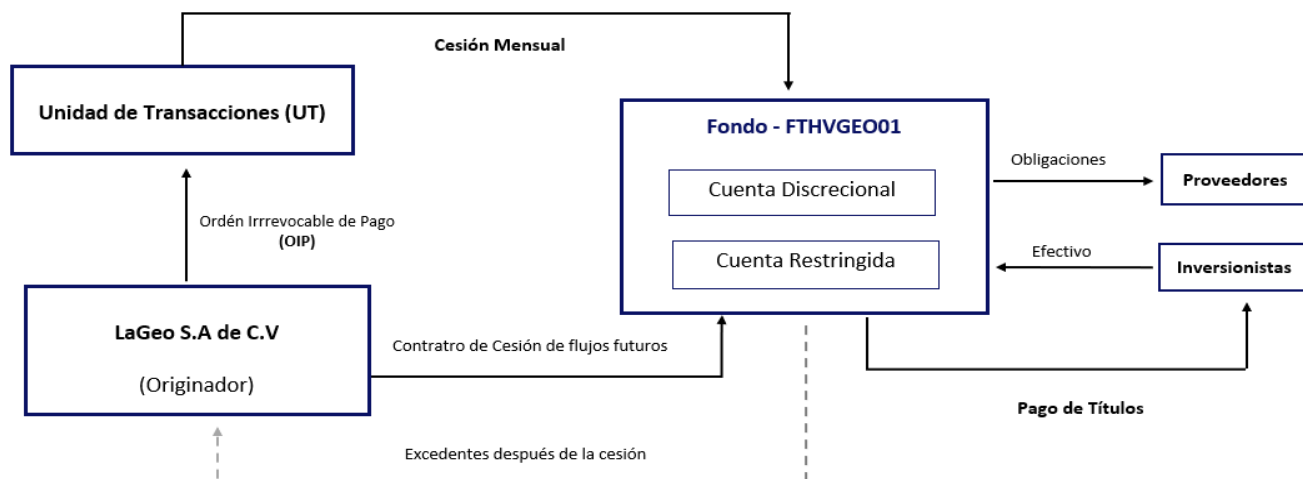 Cesión Mensual
Unidad de Transacciones (UT)
Fondo - FTHVGEO01
Cuenta Discrecional
Cuenta Restringida
Obligaciones
Proveedores
Efectivo
Inversionistas
Ordén Irrrevocable de Pago
(OIP)
LaGeo S.A de C.V
(Originador)
Contratro de Cesión de flujos futuros
Pago de Títulos
Excedentes después de la cesión